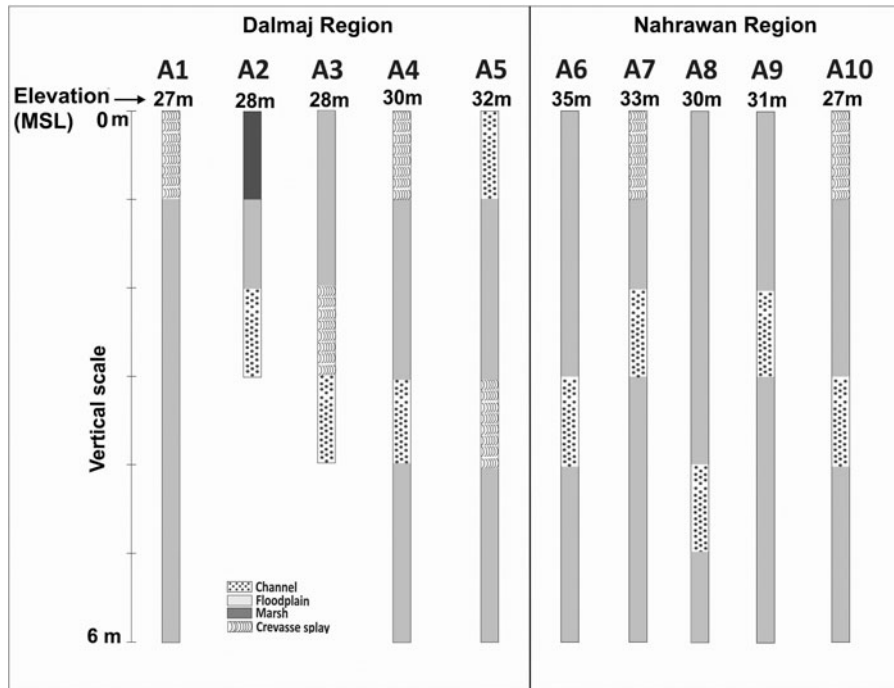 Dalmaj Region
Nahrawan Region
A1 A2 A3 A4 A5 A6 A7 A8 A9 A10
Elevation (MSL)
27m 28m 28m 30m 32m 35m 33m 30m 31m 27m
0 m
Vertical scale
6 m
Channel
Floodplain
Marsh
Crevasse splay